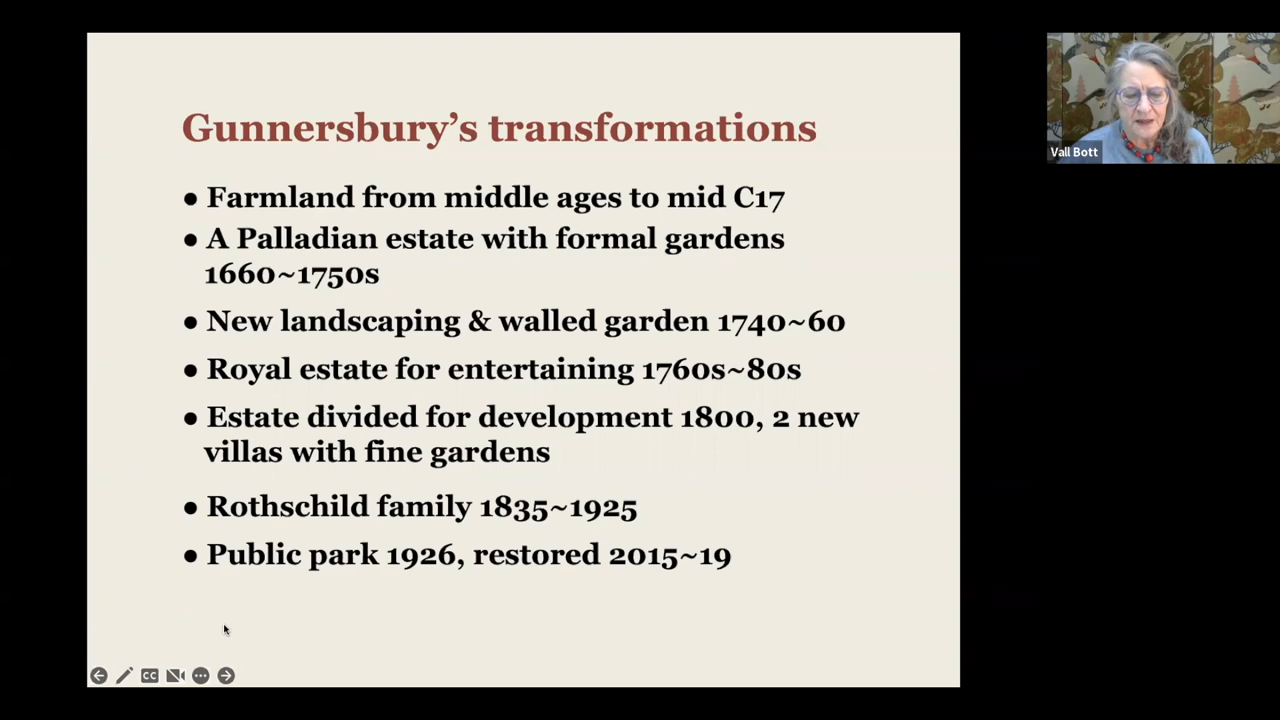 Gunnersbury’s transformations
● Farmland from middle ages to mid C17
● A Palladian estate with formal gardens
1660~1750s
● New landscaping & walled garden 1740~60
● Royal estate for entertaining 1760s~80s
● Estate divided for development 1800, 2 new
villas with fine gardens
● Rothschild family 1835~1925
● Public park 1926, restored 2015~19
Vall Bott
CC